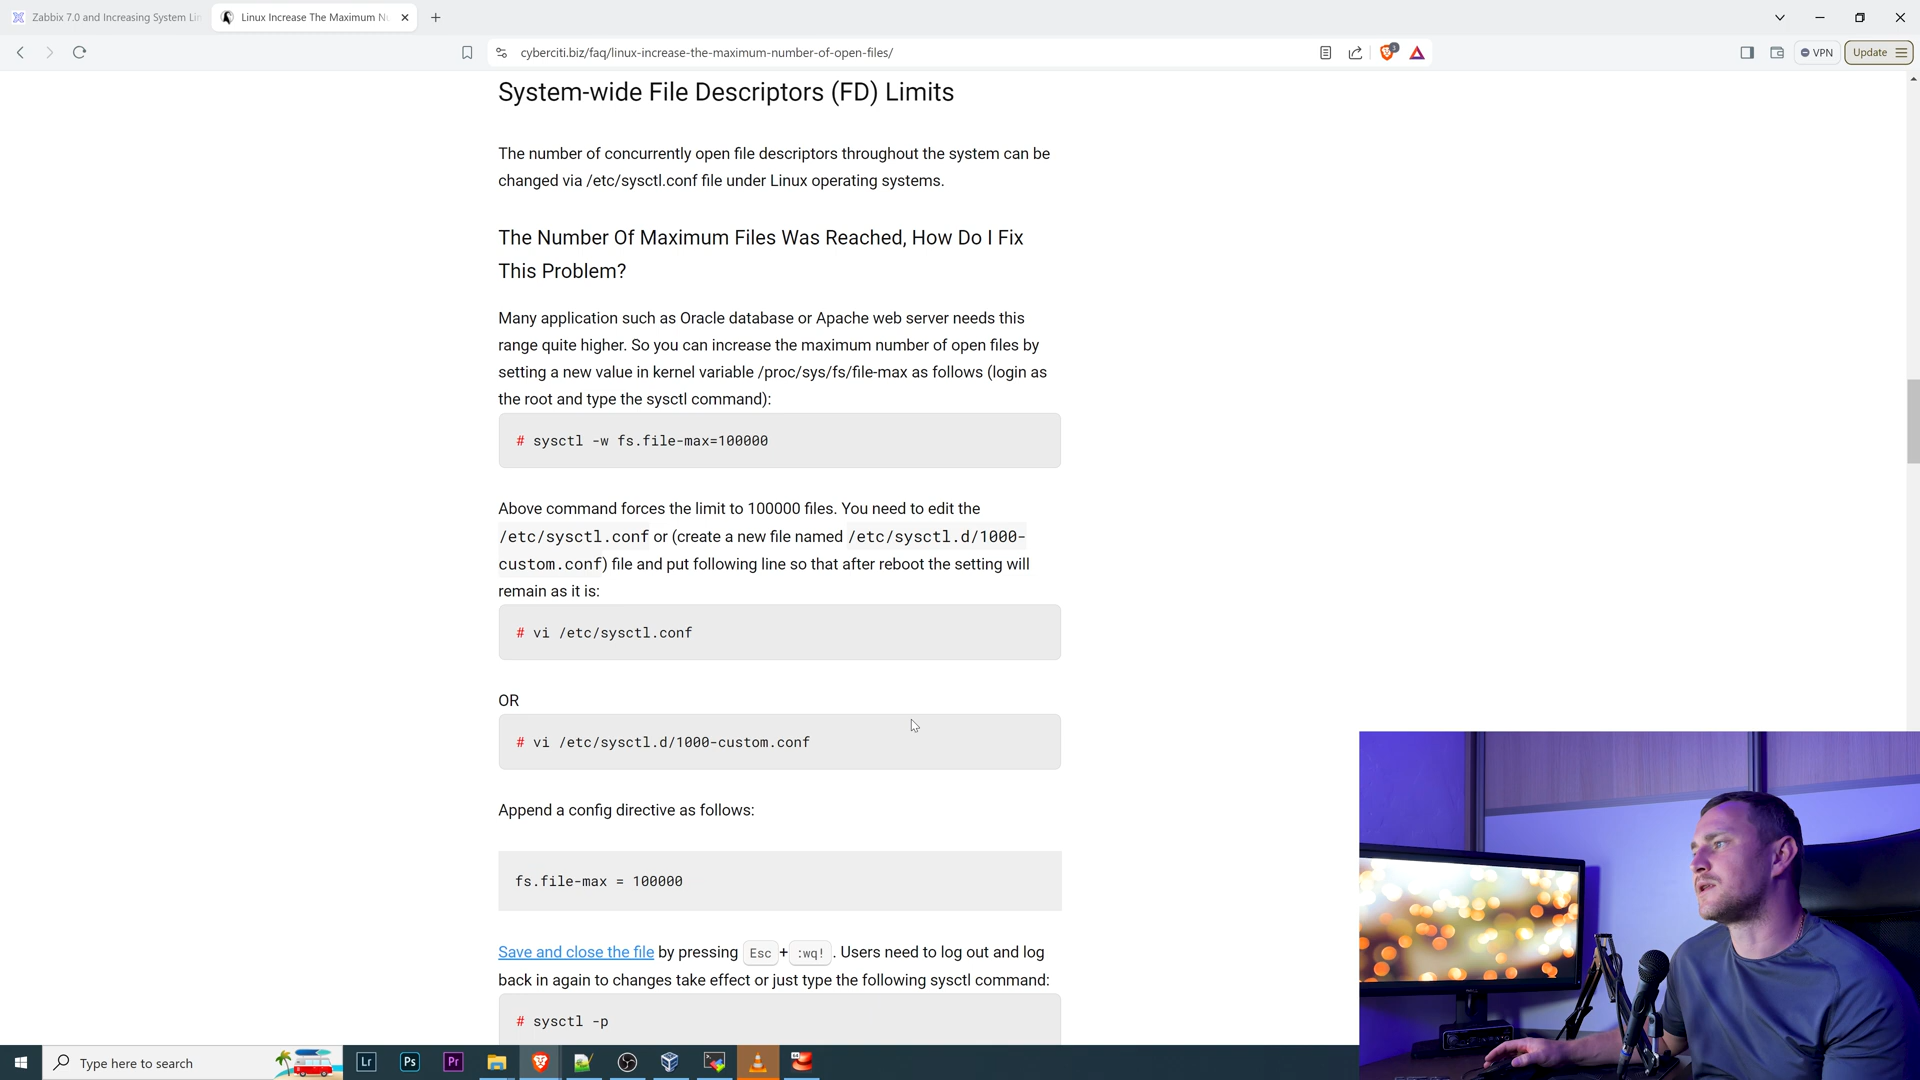 Zabbix 7.0 and Increasing System Li
Linux Increase The Maximum N
cyberciti.biz/faq/linux-increase-the-maximum-number-of-open-files/
VPN
Update
System-wide File Descriptors (FD) Limits
The number of concurrently open file descriptors throughout the system can be
changed via /etc/sysctl.conf file under Linux operating systems.
The Number Of Maximum Files Was Reached, How Do I Fix
This Problem?
Many application such as Oracle database or Apache web server needs this
range quite higher. So you can increase the maximum number of open files by
setting a new value in kernel variable /proc/sys/fs/file-max as follows (login as
the root and type the sysctl command):
# sysctl -w fs.file-max=100000
Above command forces the limit to 100000 files. You need to edit the
/etc/sysctl.conf or (create a new file named /etc/sysctl.d/1000-
custom.conf) file and put following line so that after reboot the setting will
remain as it is:
# vi /etc/sysctl.conf
OR
# vi /etc/sysctl.d/1000-custom.conf
Append a config directive as follows:
fs.file-max = 100000
Save and close the file by pressing Esc+:wq!. Users need to log out and log
back in again to changes take effect or just type the following sysctl command:
# sysctl -p
Type here to search
Lr
Ps
Pr